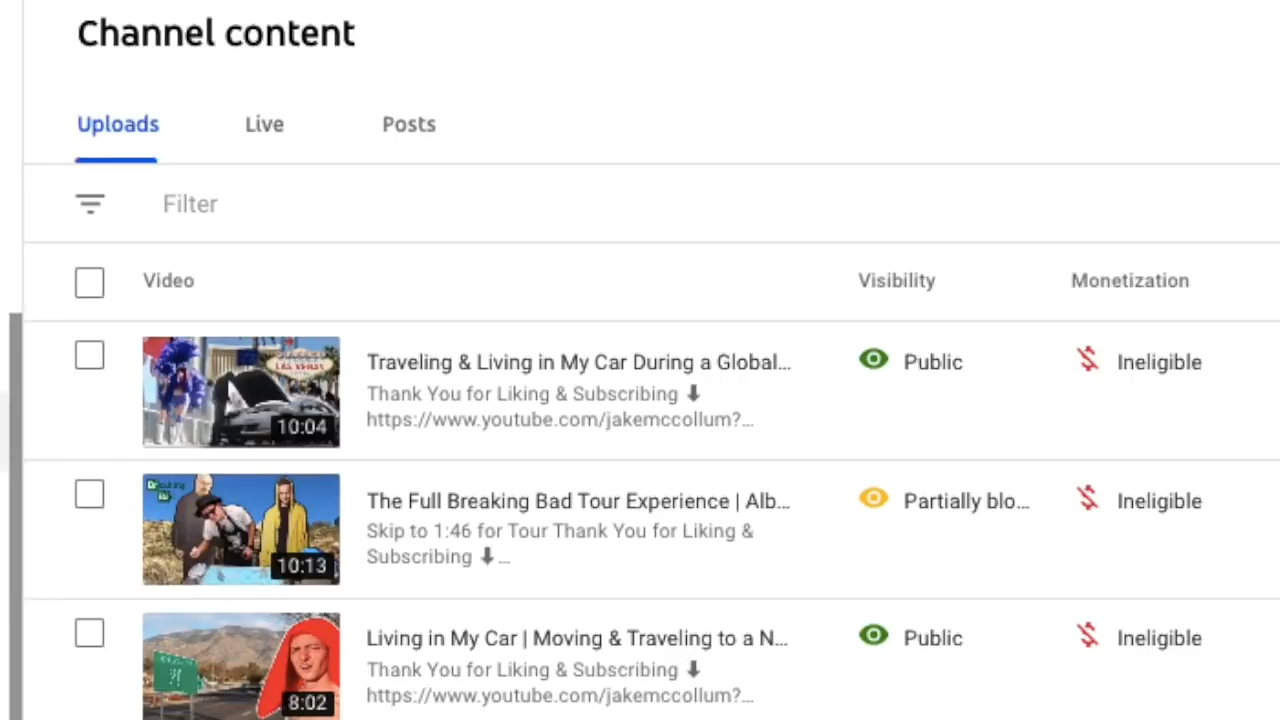 Channel content
Uploads Live Posts
Filter
Video Visibility Monetization
Traveling & Living in My Car During a Global...
Public Ineligible
Thank You for Liking & Subscribing ⬇
https://www.youtube.com/jakemccollum?...
LAS VEGAS
10:04
The Full Breaking Bad Tour Experience | Alb...
Partially blo... Ineligible
Skip to 1:46 for Tour Thank You for Liking &
Subscribing ⬇...
10:13
Living in My Car | Moving & Traveling to a N...
Public Ineligible
Thank You for Liking & Subscribing ⬇
https://www.youtube.com/jakemccollum?...
?!
8:02